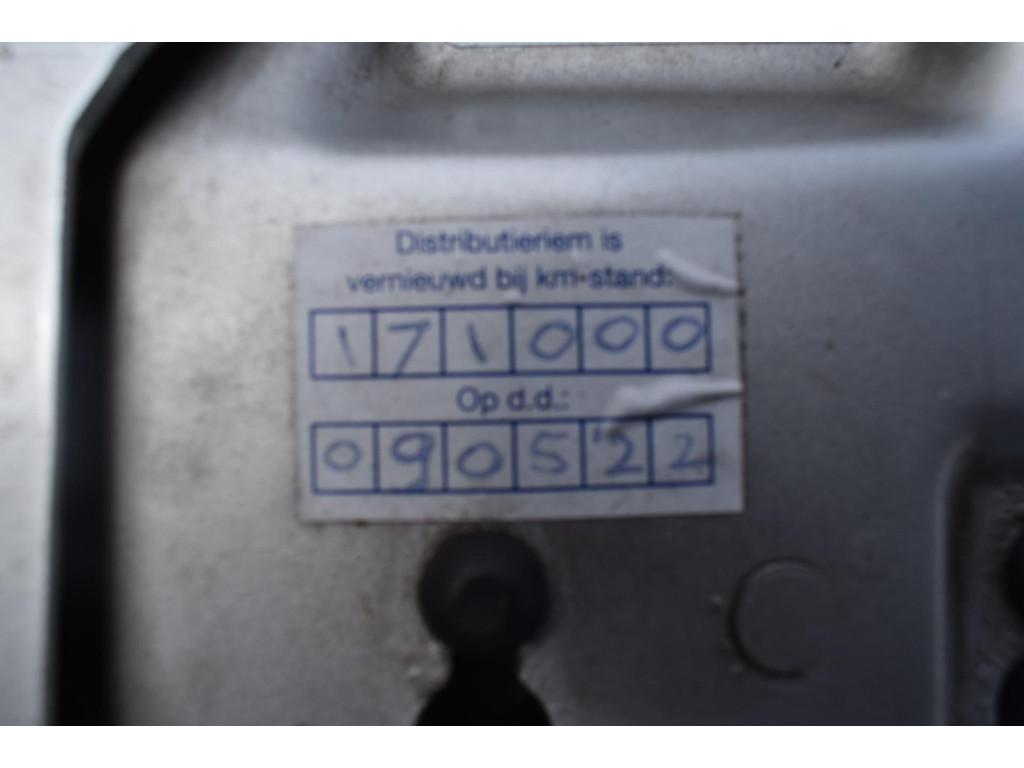 Distributieriem is
vernieuwd bij km-stand:
171000
Op d.d.:
090522